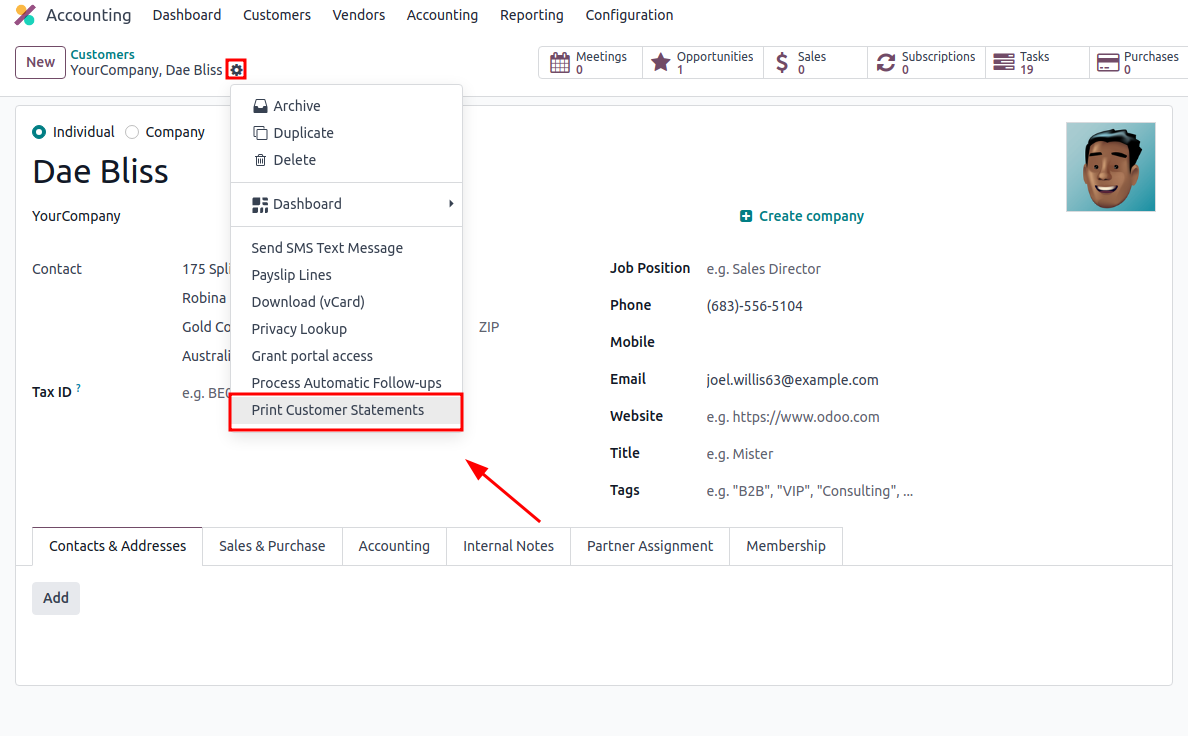 Accounting Dashboard Customers Vendors Accounting Reporting Configuration
New
Customers
YourCompany, Dae Bliss
Meetings 0
Opportunities 1
Sales 0
Subscriptions 0
Tasks 19
Purchases 0
Archive
Duplicate
Delete
Dashboard
Send SMS Text Message
Payslip Lines
Download (vCard)
Privacy Lookup
Grant portal access
Process Automatic Follow-ups
Print Customer Statements
Individual Company
Dae Bliss
YourCompany
Create company
Contact
175 Spli
Robina
Gold Co
ZIP
Australi
Tax ID ?
e.g. BE
Job Position e.g. Sales Director
Phone (683)-556-5104
Mobile
Email joel.willis63@example.com
Website e.g. https://www.odoo.com
Title e.g. Mister
Tags e.g. "B2B", "VIP", "Consulting", ...
Contacts & Addresses Sales & Purchase Accounting Internal Notes Partner Assignment Membership
Add